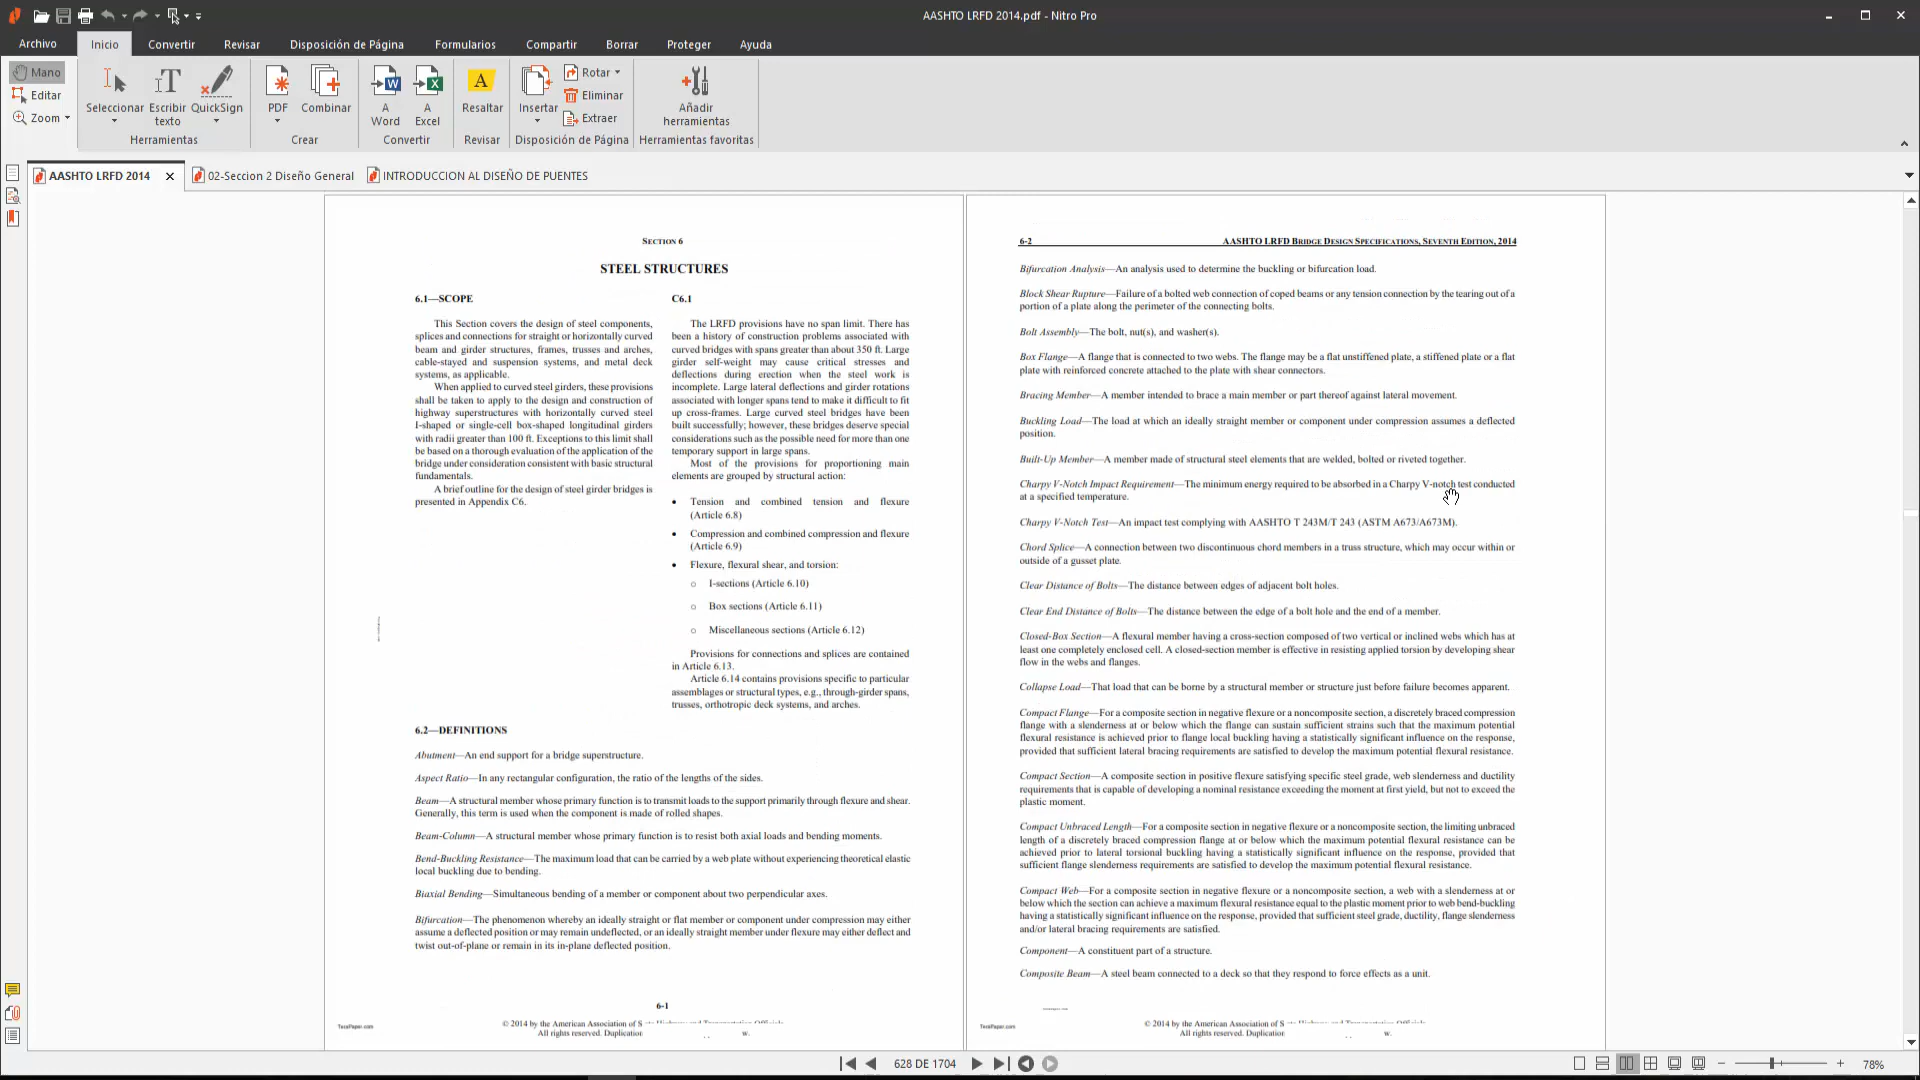 AASHTO LRFD 2014.pdf - Nitro Pro
Archivo
Inicio
Convertir
Revisar
Disposición de Página
Formularios
Compartir
Borrar
Proteger
Ayuda
Mano
Editar
Zoom
Seleccionar
Escribir
texto
QuickSign
Herramientas
PDF
Combinar
Crear
A
Word
A
Excel
Convertir
Resaltar
Revisar
Insertar
Rotar
Eliminar
Extraer
Disposición de Página
Añadir
herramientas
Herramientas favoritas
AASHTO LRFD 2014
02-Seccion 2 Diseño General
INTRODUCCION AL DISEÑO DE PUENTES
SECTION 6
STEEL STRUCTURES
6.1—SCOPE
This Section covers the design of steel components,
splices and connections for straight or horizontally curved
beam and girder structures, frames, trusses and arches,
cable-stayed and suspension systems, and metal deck
systems, as applicable.
When applied to curved steel girders, these provisions
shall be taken to apply to the design and construction of
highway superstructures with horizontally curved steel
I-shaped or single-cell box-shaped longitudinal girders
with radii greater than 100 ft. Exceptions to this limit shall
be based on a thorough evaluation of the application of the
bridge under consideration consistent with basic structural
fundamentals.
A brief outline for the design of steel girder bridges is
presented in Appendix C6.
C6.1
The LRFD provisions have no span limit. There has
been a history of construction problems associated with
curved bridges with spans greater than about 350 ft. Large
girder self-weight may cause critical stresses and
deflections during erection when the steel work is
incomplete. Large lateral deflections and girder rotations
associated with longer spans tend to make it difficult to fit
up cross-frames. Large curved steel bridges have been
built successfully; however, these bridges deserve special
considerations such as the possible need for more than one
temporary support in large spans.
Most of the provisions for proportioning main
elements are grouped by structural action:
• Tension and combined tension and flexure
(Article 6.8)
• Compression and combined compression and flexure
(Article 6.9)
• Flexure, flexural shear, and torsion:
o I-sections (Article 6.10)
o Box sections (Article 6.11)
o Miscellaneous sections (Article 6.12)
Provisions for connections and splices are contained
in Article 6.13.
Article 6.14 contains provisions specific to particular
assemblages or structural types, e.g., through-girder spans,
trusses, orthotropic deck systems, and arches.
6.2—DEFINITIONS
Abutment—An end support for a bridge superstructure.
Aspect Ratio—In any rectangular configuration, the ratio of the lengths of the sides.
Beam—A structural member whose primary function is to transmit loads to the support primarily through flexure and shear.
Generally, this term is used when the component is made of rolled shapes.
Beam-Column—A structural member whose primary function is to resist both axial loads and bending moments.
Bend-Buckling Resistance—The maximum load that can be carried by a web plate without experiencing theoretical elastic
local buckling due to bending.
Biaxial Bending—Simultaneous bending of a member or component about two perpendicular axes.
Bifurcation—The phenomenon whereby an ideally straight or flat member or component under compression may either
assume a deflected position or may remain undeflected, or an ideally straight member under flexure may either deflect and
twist out-of-plane or remain in its in-plane deflected position.
6-1
© 2014 by the American Association of S
All rights reserved. Duplication
w.
TechPaper.com
6-2
AASHTO LRFD BRIDGE DESIGN SPECIFICATIONS, SEVENTH EDITION, 2014
Bifurcation Analysis—An analysis used to determine the buckling or bifurcation load.
Block Shear Rupture—Failure of a bolted web connection of coped beams or any tension connection by the tearing out of a
portion of a plate along the perimeter of the connecting bolts.
Bolt Assembly—The bolt, nut(s), and washer(s).
Box Flange—A flange that is connected to two webs. The flange may be a flat unstiffened plate, a stiffened plate or a flat
plate with reinforced concrete attached to the plate with shear connectors.
Bracing Member—A member intended to brace a main member or part thereof against lateral movement.
Buckling Load—The load at which an ideally straight member or component under compression assumes a deflected
position.
Built-Up Member—A member made of structural steel elements that are welded, bolted or riveted together.
Charpy V-Notch Impact Requirement—The minimum energy required to be absorbed in a Charpy V-notch test conducted
at a specified temperature.
Charpy V-Notch Test—An impact test complying with AASHTO T 243M/T 243 (ASTM A673/A673M).
Chord Splice—A connection between two discontinuous chord members in a truss structure, which may occur within or
outside of a gusset plate.
Clear Distance of Bolts—The distance between edges of adjacent bolt holes.
Clear End Distance of Bolts—The distance between the edge of a bolt hole and the end of a member.
Closed-Box Section—A flexural member having a cross-section composed of two vertical or inclined webs which has at
least one completely enclosed cell. A closed-section member is effective in resisting applied torsion by developing shear
flow in the webs and flanges.
Collapse Load—That load that can be borne by a structural member or structure just before failure becomes apparent.
Compact Flange—For a composite section in negative flexure or a noncomposite section, a discretely braced compression
flange with a slenderness at or below which the flange can sustain sufficient strains such that the maximum potential
flexural resistance is achieved prior to flange local buckling having a statistically significant influence on the response,
provided that sufficient lateral bracing requirements are satisfied to develop the maximum potential flexural resistance.
Compact Section—A composite section in positive flexure satisfying specific steel grade, web slenderness and ductility
requirements that is capable of developing a nominal resistance exceeding the moment at first yield, but not to exceed the
plastic moment.
Compact Unbraced Length—For a composite section in negative flexure or a noncomposite section, the limiting unbraced
length of a discretely braced compression flange at or below which the maximum potential flexural resistance can be
achieved prior to lateral torsional buckling having a statistically significant influence on the response, provided that
sufficient flange slenderness requirements are satisfied to develop the maximum potential flexural resistance.
Compact Web—For a composite section in negative flexure or a noncomposite section, a web with a slenderness at or
below which the section can achieve a maximum flexural resistance equal to the plastic moment prior to web bend-buckling
having a statistically significant influence on the response, provided that sufficient steel grade, ductility, flange slenderness
and/or lateral bracing requirements are satisfied.
Component—A constituent part of a structure.
Composite Beam—A steel beam connected to a deck so that they respond to force effects as a unit.
© 2014 by the American Association of S
All rights reserved. Duplication
w.
628 DE 1704
78%